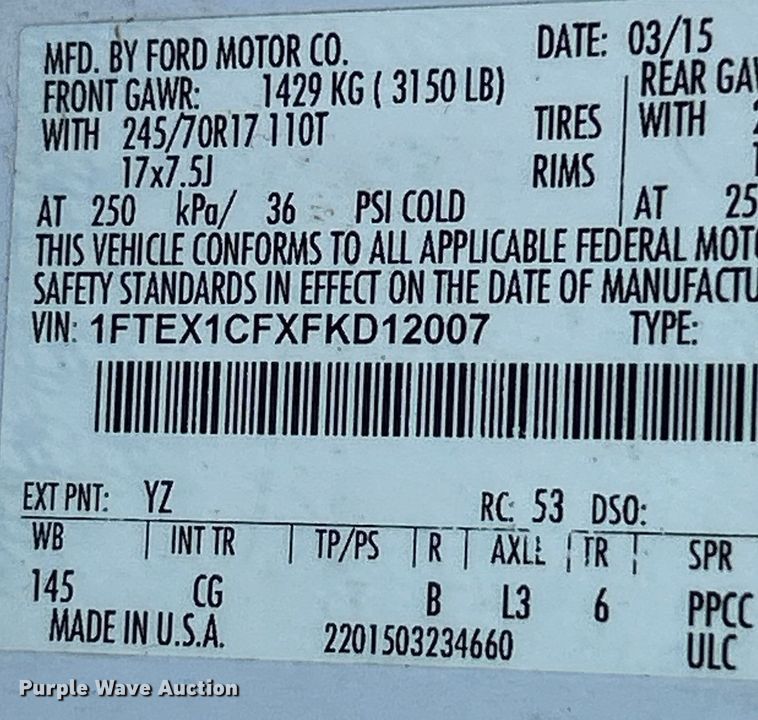 MFD. BY FORD MOTOR CO. DATE: 03/15
FRONT GAWR: 1429 KG ( 3150 LB) REAR
WITH 245/70R17 110T TIRES WITH
17x7.5J RIMS
AT 250 kPa/ 36 PSI COLD AT
THIS VEHICLE CONFORMS TO ALL APPLICABLE FEDERAL
SAFETY STANDARDS IN EFFECT ON THE DATE OF
VIN: 1FTEX1CFXFKD12007 TYPE:
EXT PNT: YZ RC: 53 DSO:
WB INT TR TP/PS R AXLE TR SPR
145 CG B L3 6 PPCC
MADE IN U.S.A. 2201503234660 ULC
Purple Wave Auction